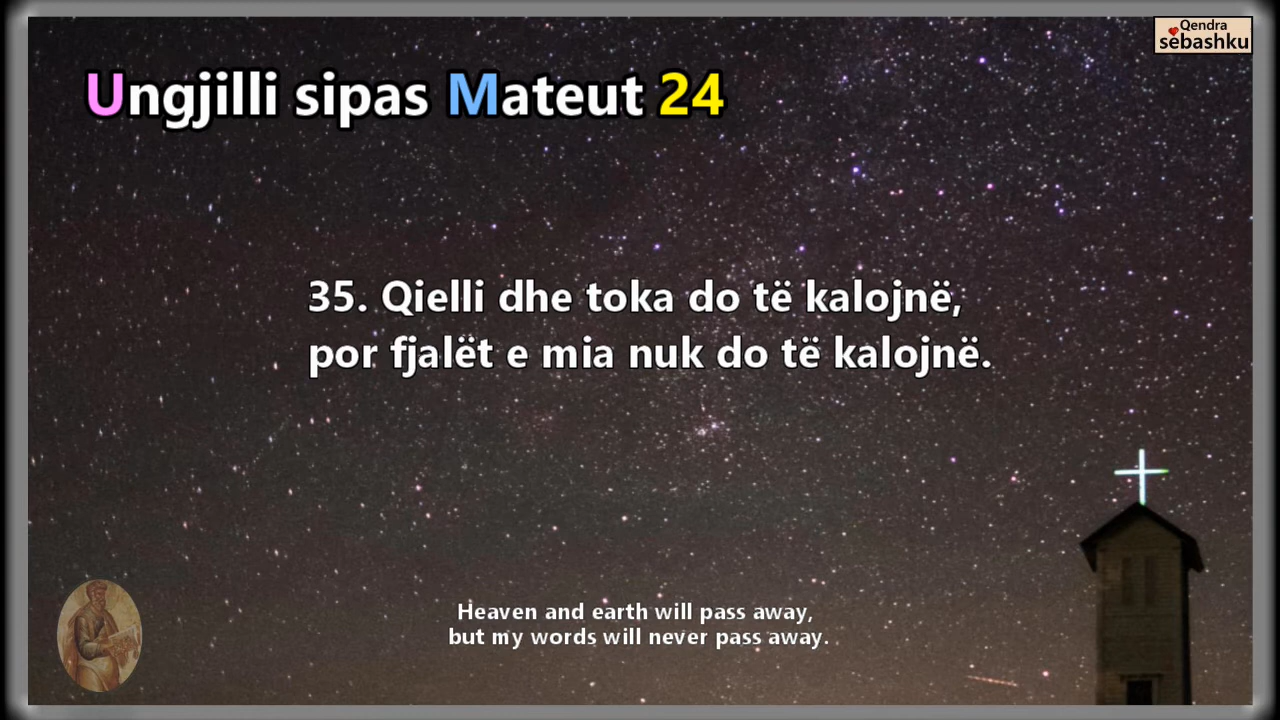 Qendra
sëbashku
Ungjilli sipas Mateut 24
35. Qielli dhe toka do të kalojnë,
por fjalët e mia nuk do të kalojnë.
Heaven and earth will pass away,
but my words will never pass away.